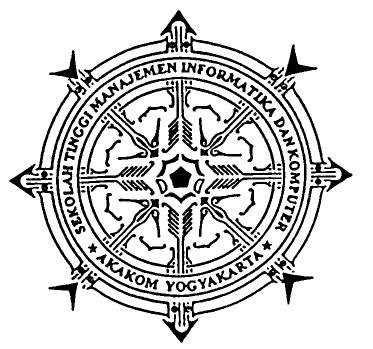 SEKOLAH TINGGI MANAJEMEN INFORMATIKA DAN KOMPUTER
★ AKAKOM YOGYAKARTA ★